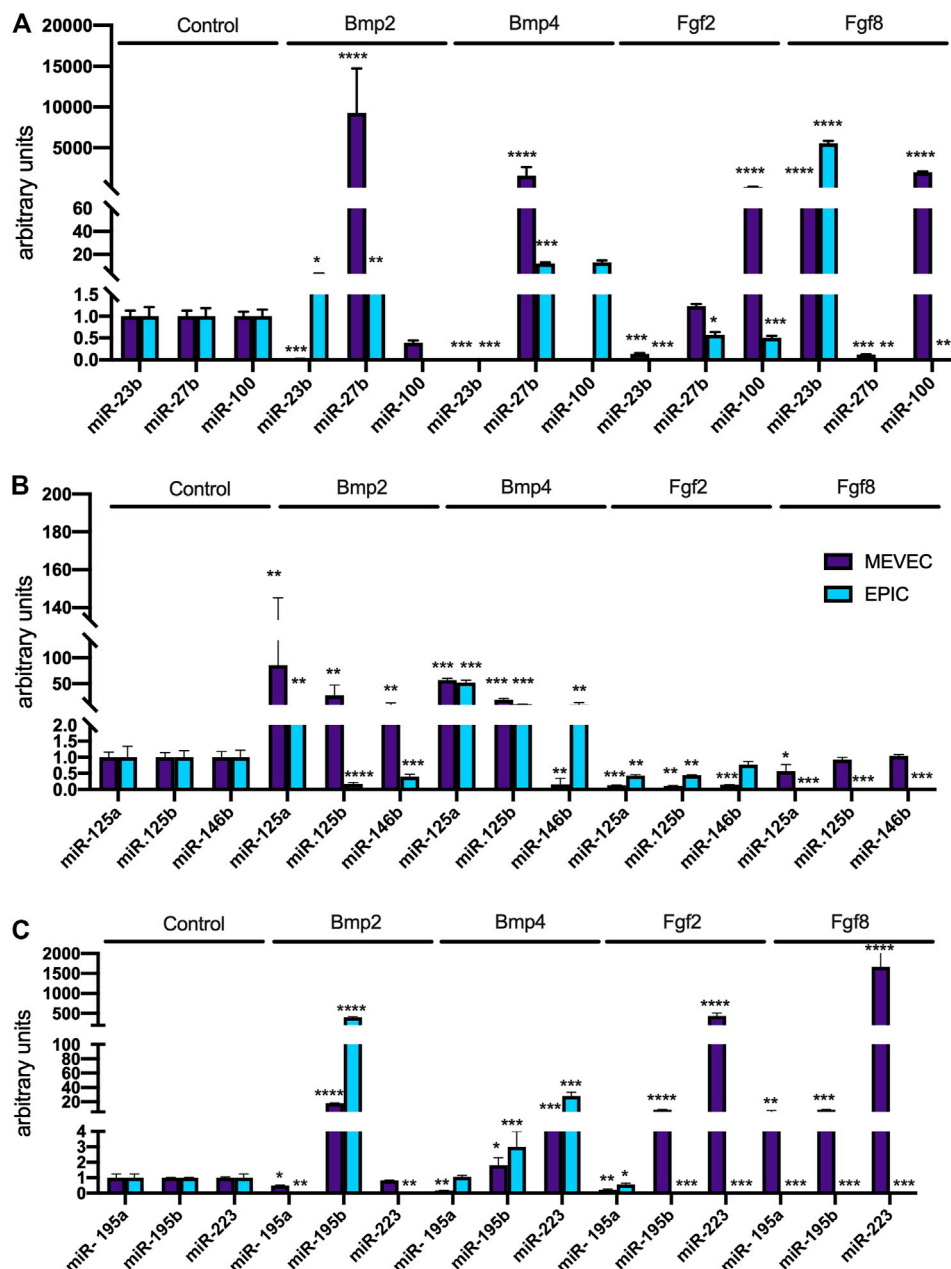 A
Control Bmp2 Bmp4 Fgf2 Fgf8
arbitrary units
20000
15000
10000
5000
60
40
20
1.5
1.0
0.5
0.0
**** **** **** **** **** ****
* ** *** 
*** *** *** *** *** * *** *** ** **
miR-23b miR-27b miR-100 miR-23b miR-27b miR-100 miR-23b miR-27b miR-100 miR-23b miR-27b miR-100 miR-23b miR-27b miR-100
B
Control Bmp2 Bmp4 Fgf2 Fgf8
arbitrary units
200
180
160
140
100
50
2.0
1.5
1.0
0.5
0.0
MEVEC
EPIC
** ** ** **** ** *** *** *** *** *** ** ** *** ** ** ** *** * *** *** ***
miR-125a miR.125b miR-146b miR-125a miR.125b miR-146b miR-125a miR.125b miR-146b miR-125a miR.125b miR-146b miR-125a miR-125b miR-146b
C
Control Bmp2 Bmp4 Fgf2 Fgf8
arbitrary units
2000
1500
1000
500
100
80
60
40
20
4
3
2
1
0
* ** **** **** ** ** * *** *** *** ** * **** *** **** *** ** *** *** *** **** ***
miR- 195a miR-195b miR-223 miR- 195a miR-195b miR-223 miR- 195a miR-195b miR-223 miR- 195a miR-195b miR-223 miR- 195a miR-195b miR-223